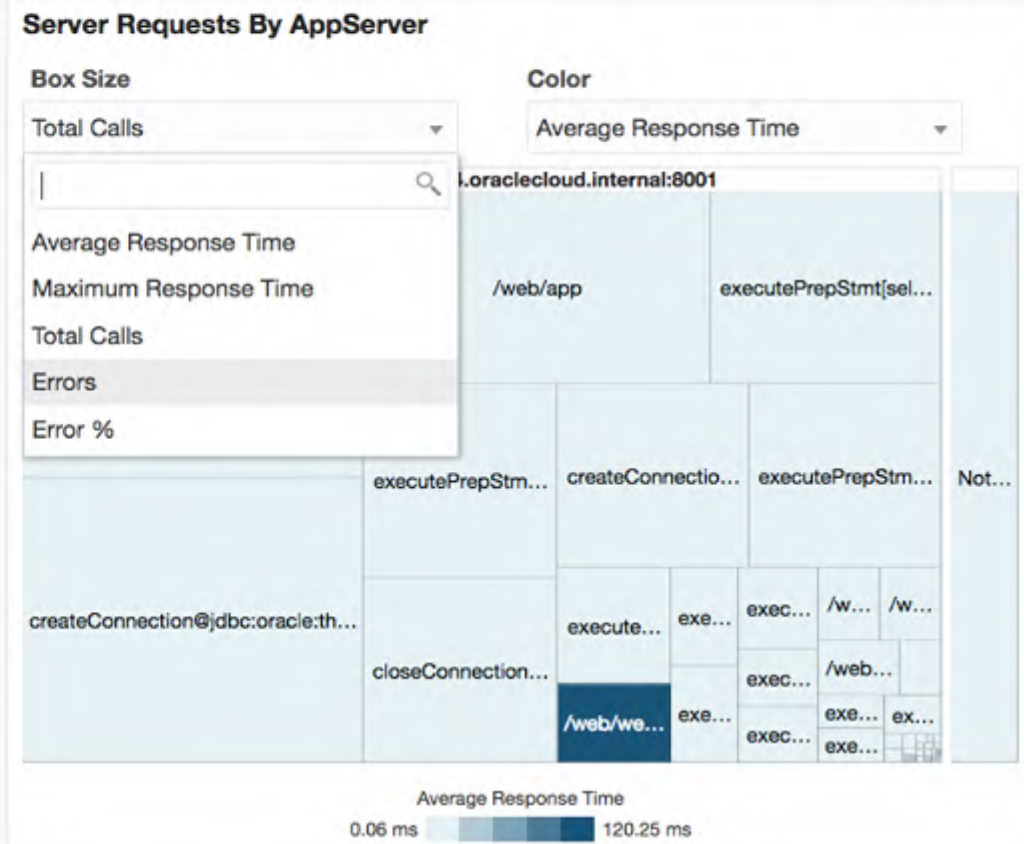 Server Requests By AppServer
Box Size
Color
Total Calls
Average Response Time
4.oraclecloud.internal:8001
Average Response Time
Maximum Response Time
Total Calls
Errors
Error %
/web/app
executePrepStmt[sel...
executePrepStm...
createConnectio...
executePrepStm...
Not...
createConnection@jdbc:oracle:th...
closeConnection...
execute...
exe...
exec...
/w...
/w...
exec...
/web...
/web/we...
exe...
exec...
exe...
ex...
exe...
Average Response Time
0.06 ms
120.25 ms